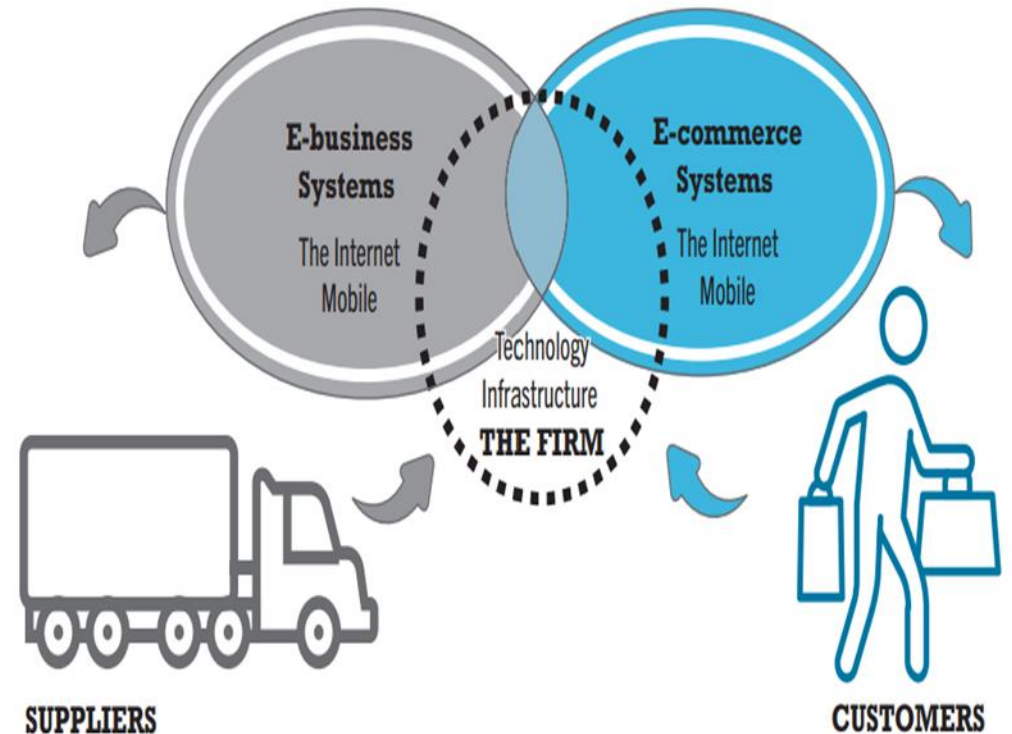 E-business
Systems
The Internet
Mobile
E-commerce
Systems
The Internet
Mobile
Technology
Infrastructure
THE FIRM
SUPPLIERS
CUSTOMERS